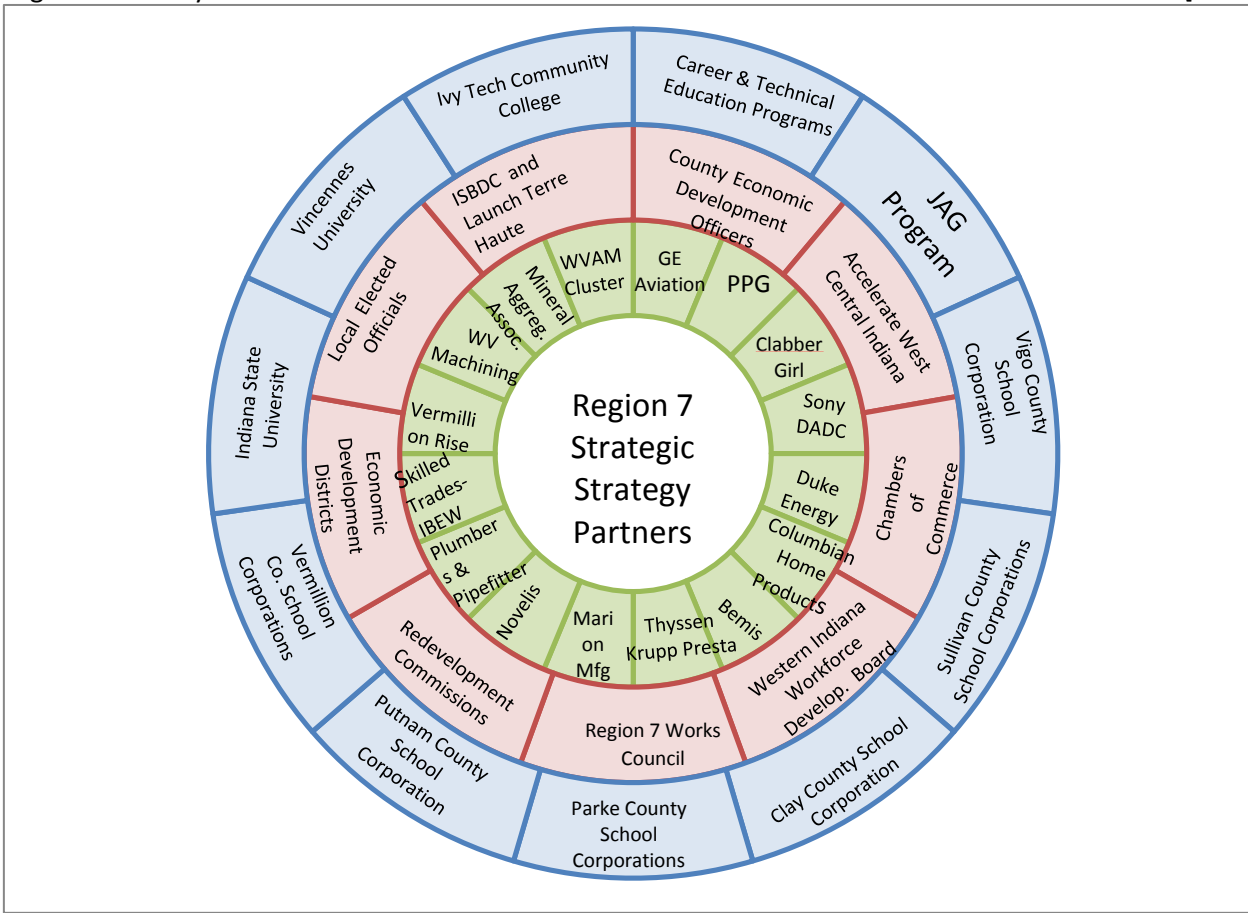 Region 7
Strategic
Strategy
Partners
Career & Technical
Education Programs
JAG
Program
Vigo County
School
Corporation
Sullivan County
School Corporations
Clay County School
Corporation
Parke County
School
Corporations
Putnam County
School
Corporation
Vermillion
Co. School
Corporations
Indiana State
University
Vincennes
University
Ivy Tech Community
College
County Economic
Development
Officers
Accelerate West
Central Indiana
Chambers
of
Commerce
Western Indiana
Workforce
Develop. Board
Region 7 Works
Council
Redevelopment
Commissions
Economic
Development
Districts
Local Elected
Officials
ISBDC and
Launch Terre
Haute
GE
Aviation
PPG
Clabber
Girl
Sony
DADC
Duke
Energy
Columbian
Home
Products
Bemis
Thyssen
Krupp Presta
Mari
on
Mfg
Novelis
Plumber
s &
Pipefitter
Skilled
Trades-
IBEW
Vermilli
on Rise
WV
Machining
Mineral
Aggreg.
Assoc.
WVAM
Cluster